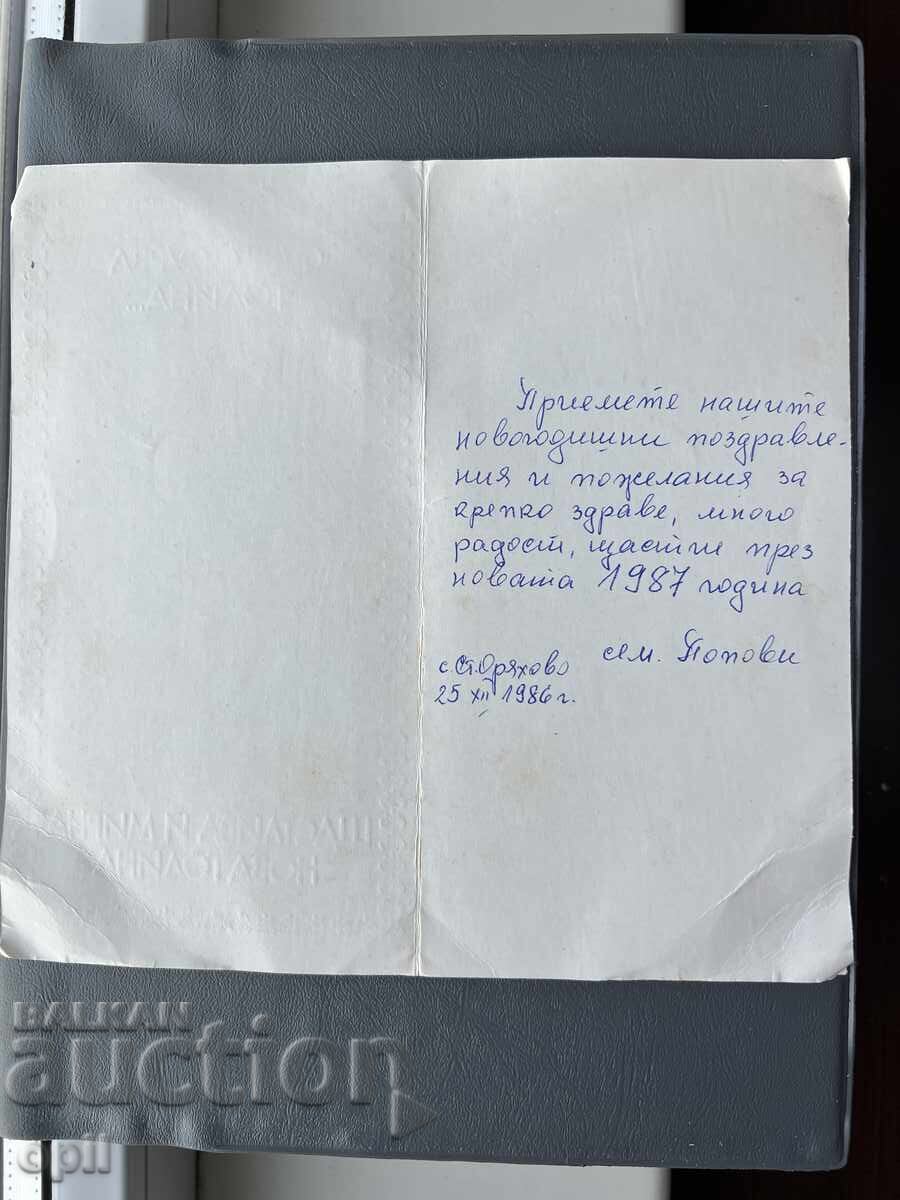 Приемете нашите
новогодишни поздравле-
ния и пожелания за
крепко здраве, много
радост, щастие през
новата 1987 година
сем. Попови
с. Ст. Оряхово
25 XII 1986 г.
BALKAN
auction
opil